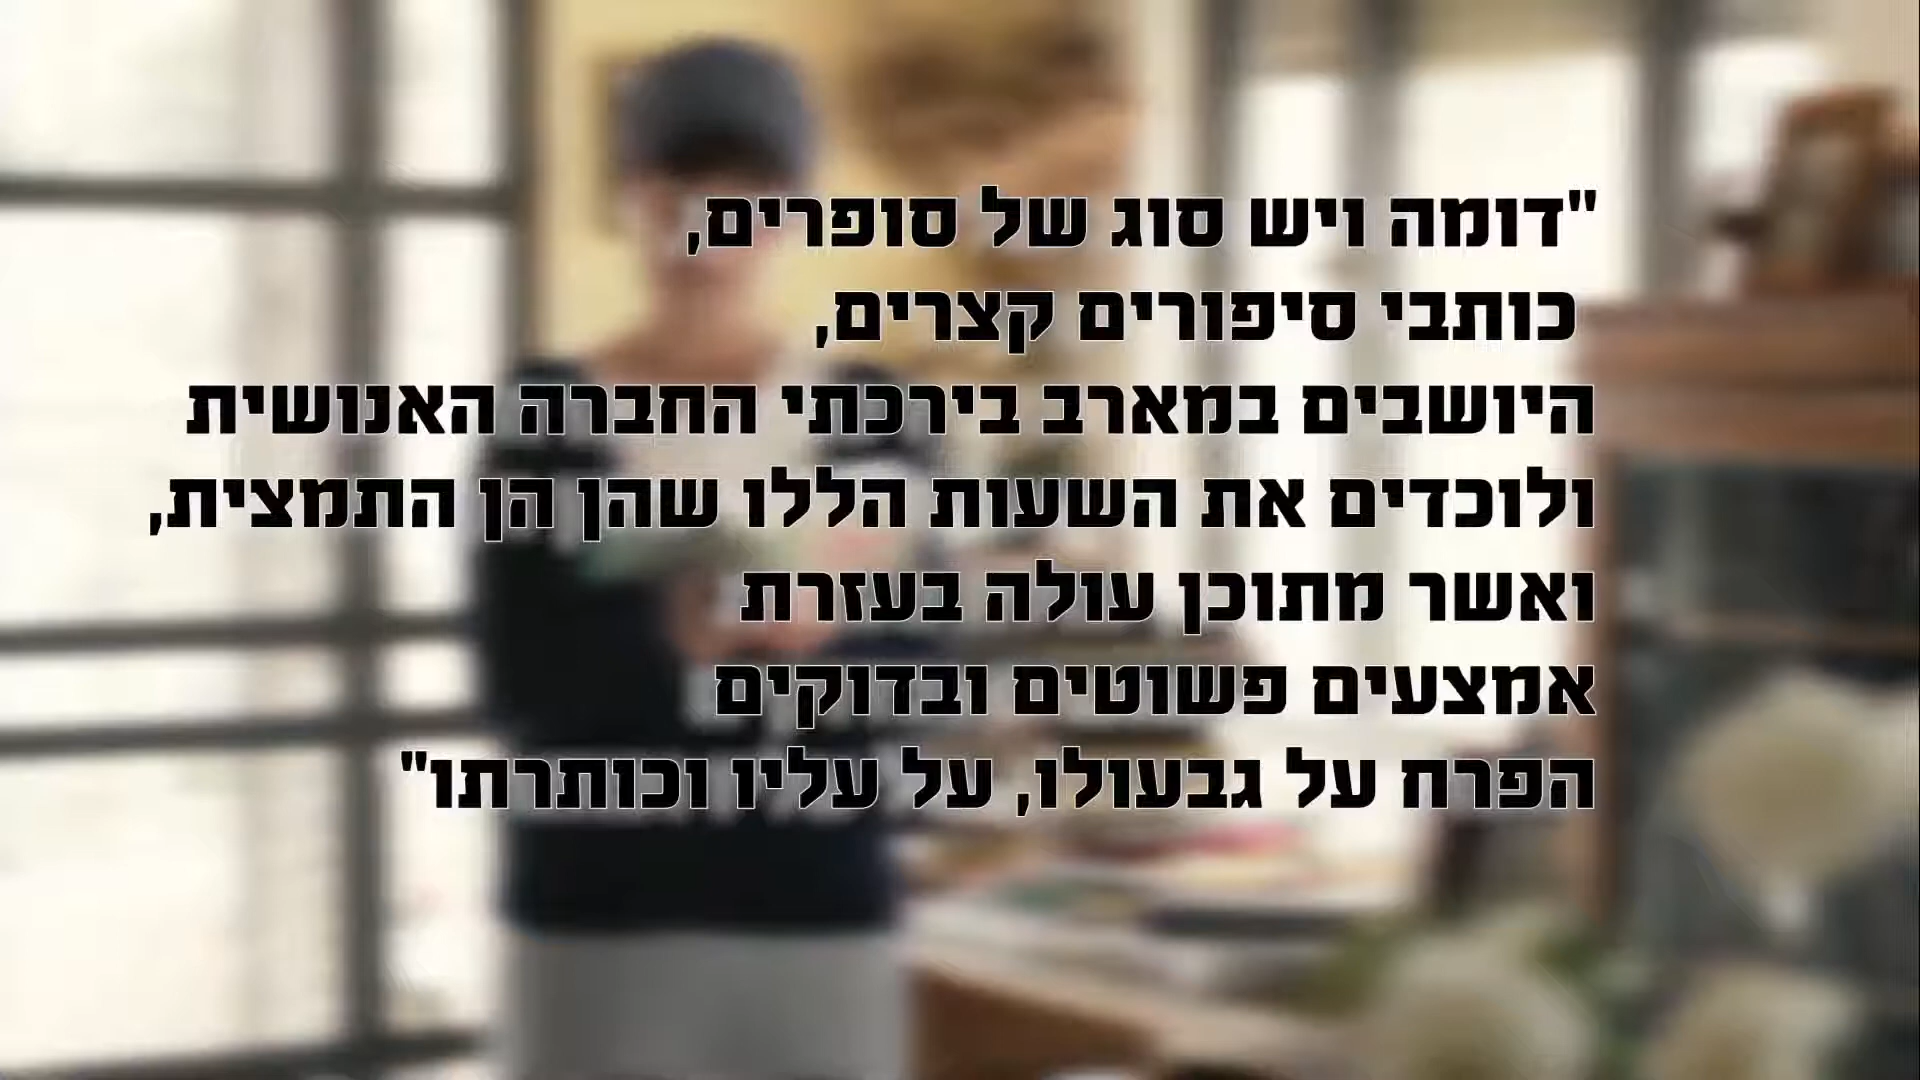 "דומה ויש סוג של סופרים,
כותבי סיפורים קצרים,
היושבים במארב בירכתי החברה האנושית
ולוכדים את השעות הללו שהן הן התמצית,
ואשר מתוכן עולה בעזרת
אמצעים פשוטים ובדוקים
הפרח על גבעולו, על עליו וכותרתו"